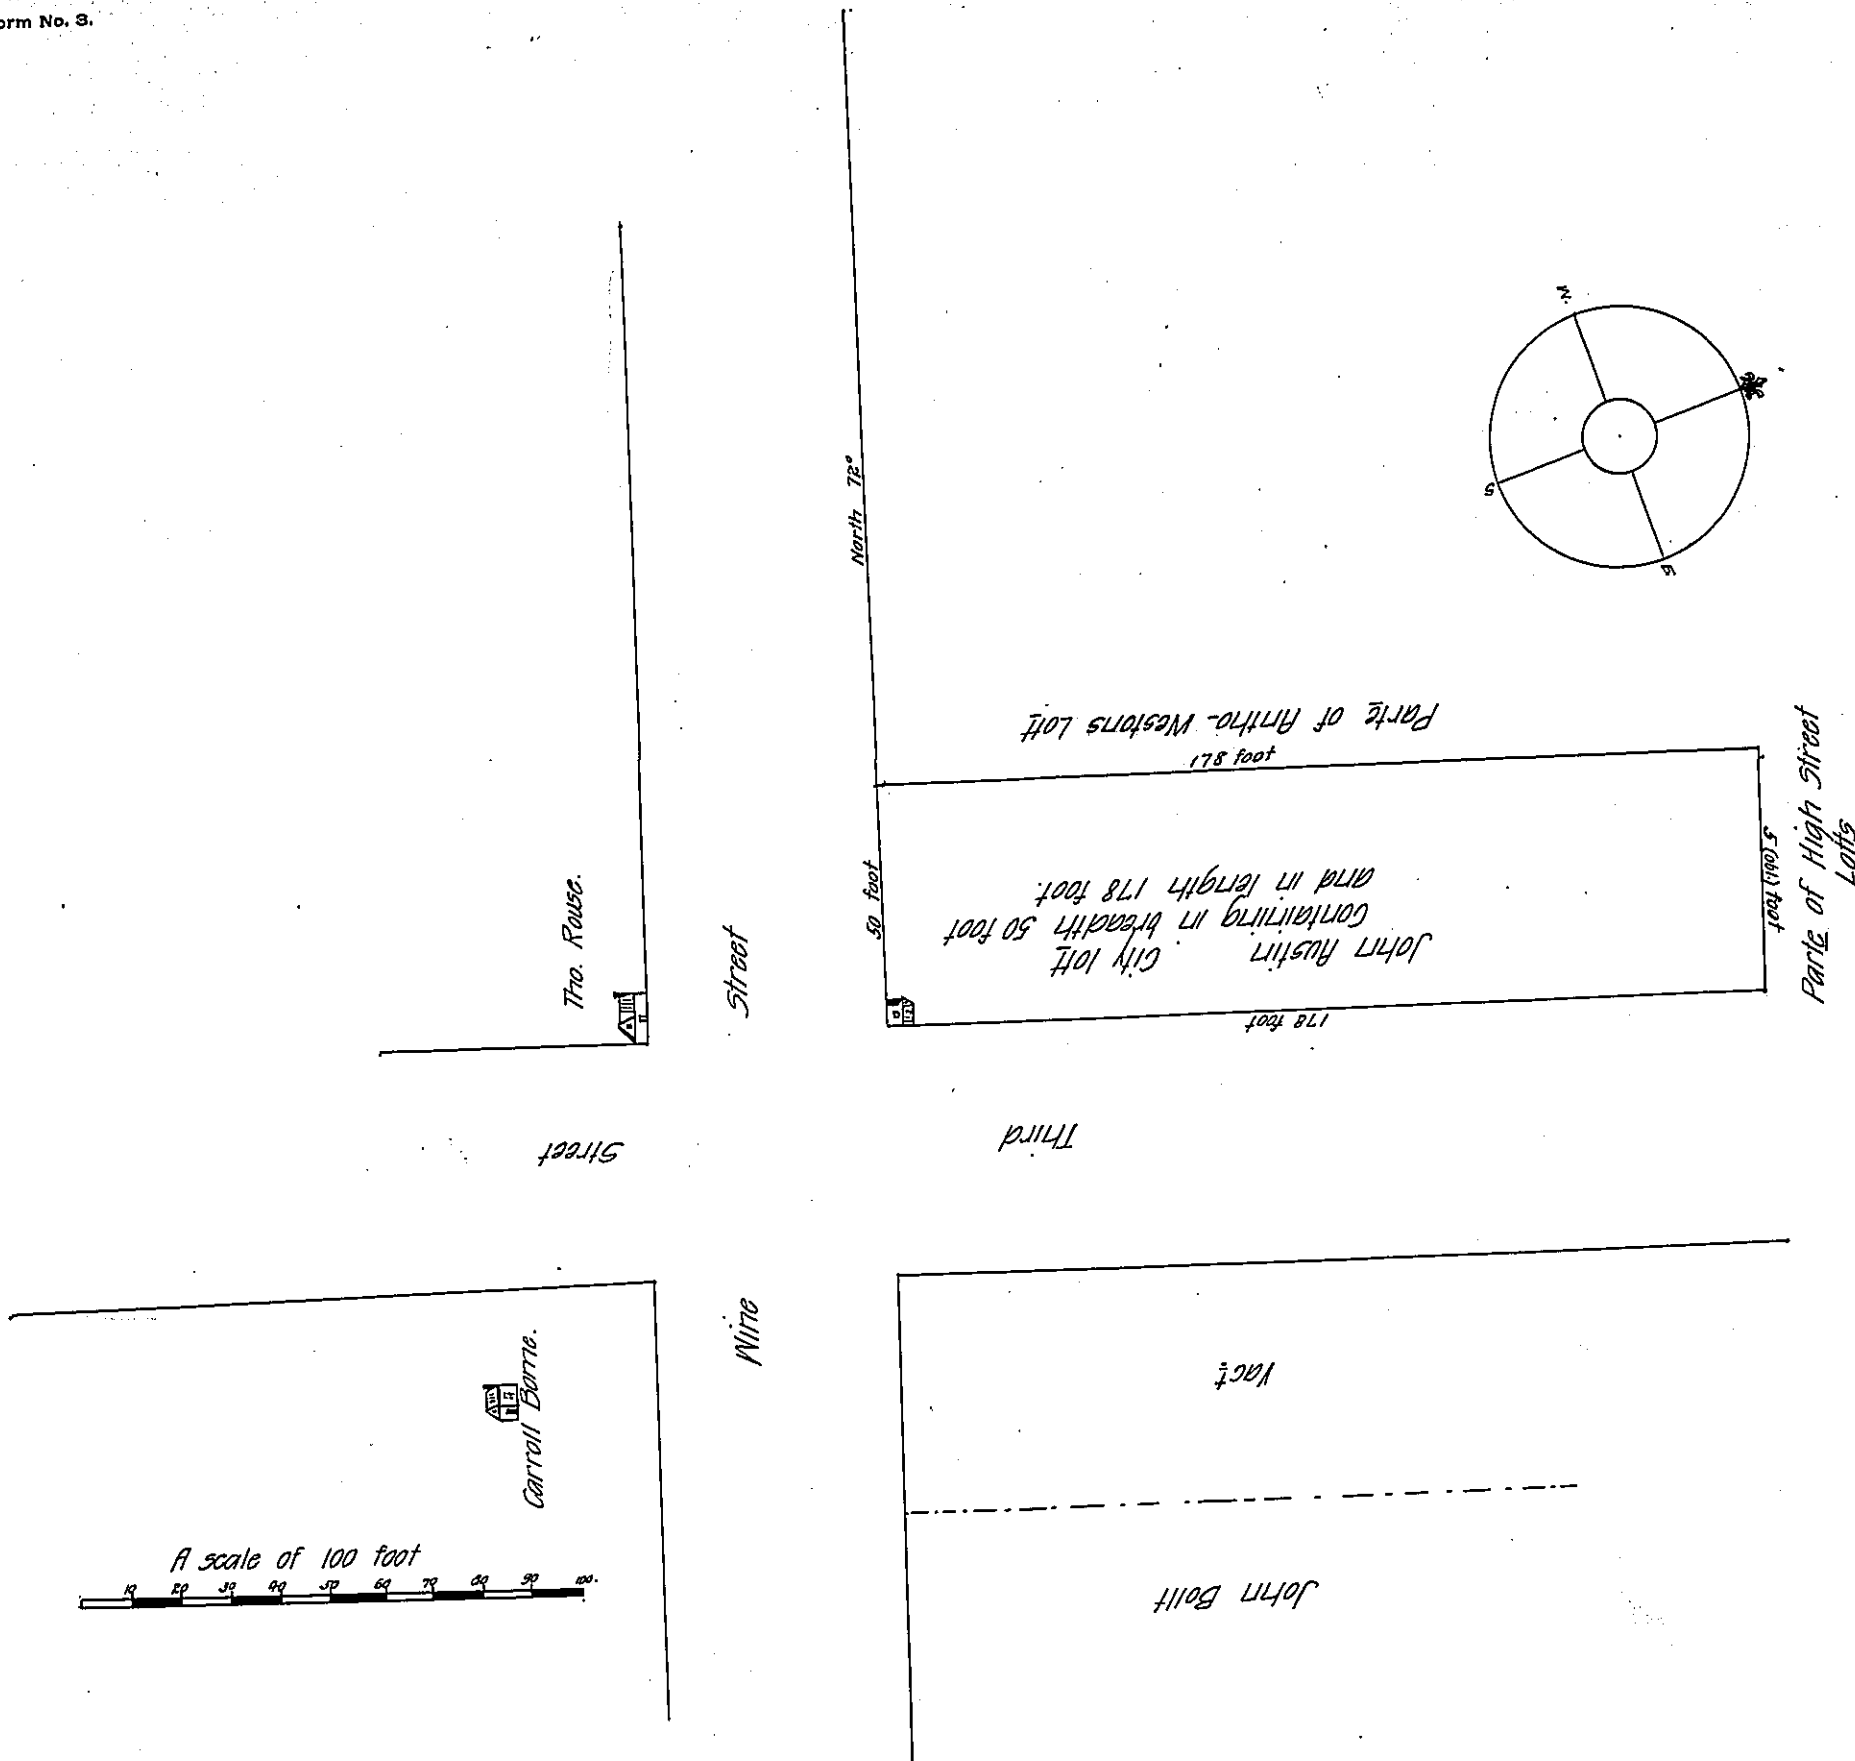 orm No. 3.
North 72°
W.
S
E
Parte of Antho. Westons Lott
178 foot
50 foot
John Austin City lott
Containing in breadth 50 foot
and in length 178 foot.
178 foot
foot
Parte of High Street
Lotts
Tho. Rouse.
Street
Third
Street
Wine
Carroll Borne.
Vact
John Bollt
A scale of 100 foot
10 20 30 40 50 60 70 80 90 100.